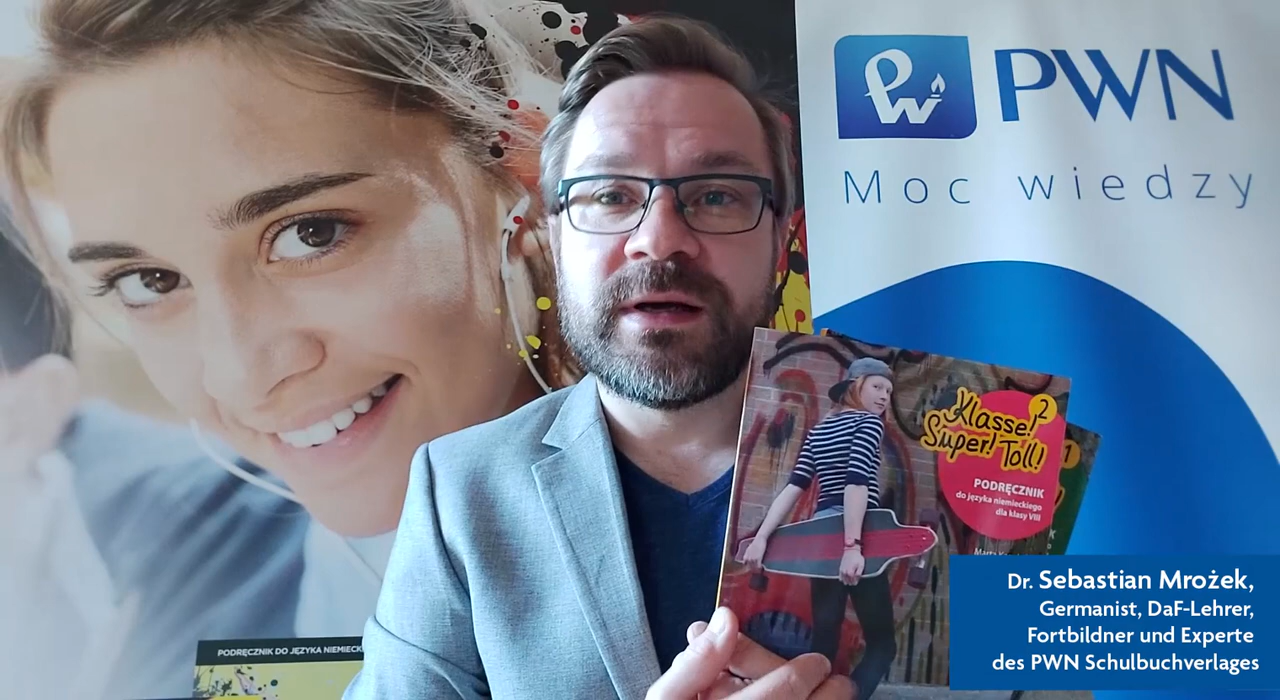 PWN
Moc wiedzy
Klasse! 2
Super! Toll!
PODRĘCZNIK
do języka niemieckiego
dla klasy VIII
1
PODRĘCZNIK DO JĘZYKA
Dr. Sebastian Mrożek,
Germanist, DaF-Lehrer,
Fortbildner und Experte
des PWN Schulbuchverlages